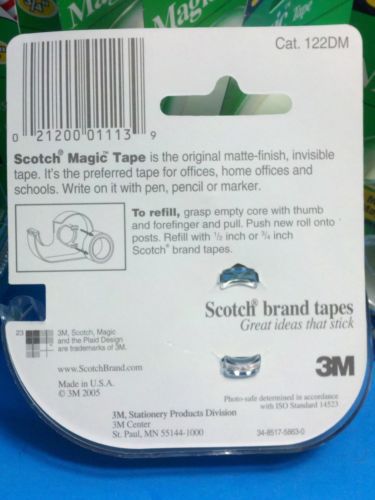 Magic
Magic
Tape
Cat. 122DM
0 21200 01113 9
Scotch® Magic™ Tape is the original matte-finish, invisible
tape. It's the preferred tape for offices, home offices and
schools. Write on it with pen, pencil or marker.
To refill, grasp empty core with thumb
and forefinger and pull. Push new roll onto
posts. Refill with ½ inch or ¾ inch
Scotch® brand tapes.
Scotch® brand tapes
Great ideas that stick
23
3M, Scotch, Magic
and the Plaid Design
are trademarks of 3M.
www.ScotchBrand.com
Made in U.S.A.
© 3M 2005
3M
Photo-safe determined in accordance
with ISO Standard 14523
3M, Stationery Products Division
3M Center
St. Paul, MN 55144-1000
34-8517-5863-0